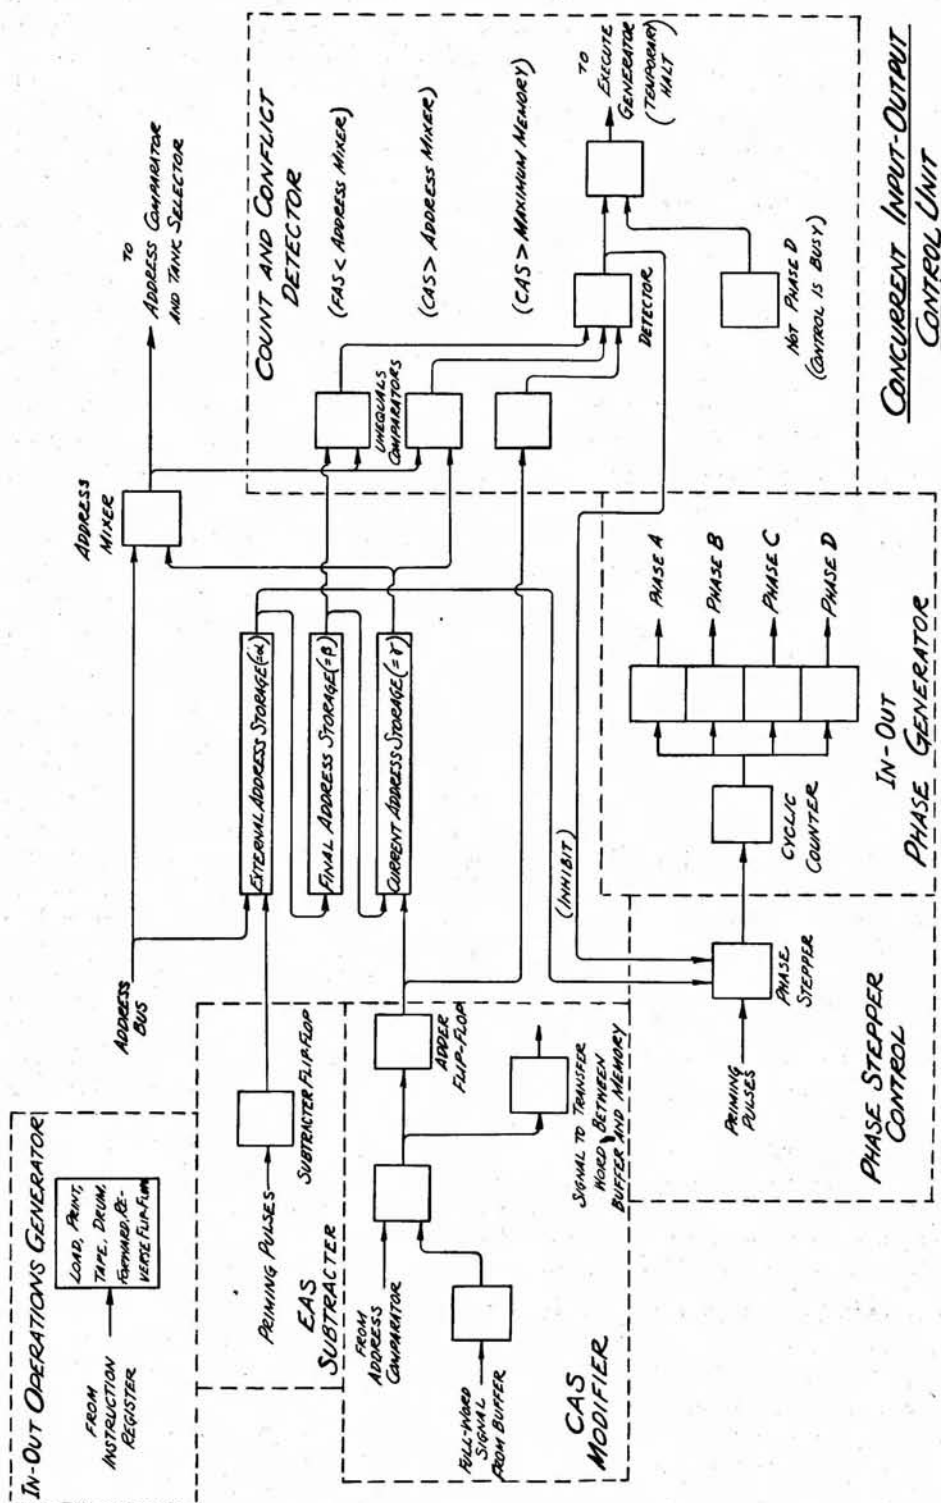 IN-OUT OPERATIONS GENERATOR
FROM
INSTRUCTION
REGISTER
LOAD, PRINT,
TAPE, DRUM,
FORWARD, RE-
VERSE FLIP-FLOPS
ADDRESS
BUS
ADDRESS
MIXER
TO
ADDRESS COMPARATOR
AND TANK SELECTOR
PRIMING PULSES
SUBTRACTER FLIP-FLOP
EAS
SUBTRACTER
EXTERNAL ADDRESS STORAGE (=α)
FINAL ADDRESS STORAGE (=β)
CURRENT ADDRESS STORAGE (=γ)
COUNT AND CONFLICT
DETECTOR
(FAS < ADDRESS MIXER)
UNEQUALS
COMPARATORS
(CAS > ADDRESS MIXER)
(CAS > MAXIMUM MEMORY)
DETECTOR
TO
EXECUTE
GENERATOR
(TEMPORARY
HALT)
NOT PHASE D
(CONTROL IS BUSY)
FROM
ADDRESS
COMPARATOR
ADDER
FLIP-FLOP
FULL-WORD
SIGNAL
FROM BUFFER
SIGNAL TO TRANSFER
WORD BETWEEN
BUFFER AND MEMORY
CAS
MODIFIER
(INHIBIT)
PRIMING
PULSES
PHASE
STEPPER
PHASE STEPPER
CONTROL
CYCLIC
COUNTER
PHASE A
PHASE B
PHASE C
PHASE D
IN-OUT
PHASE GENERATOR
CONCURRENT INPUT-OUTPUT
CONTROL UNIT